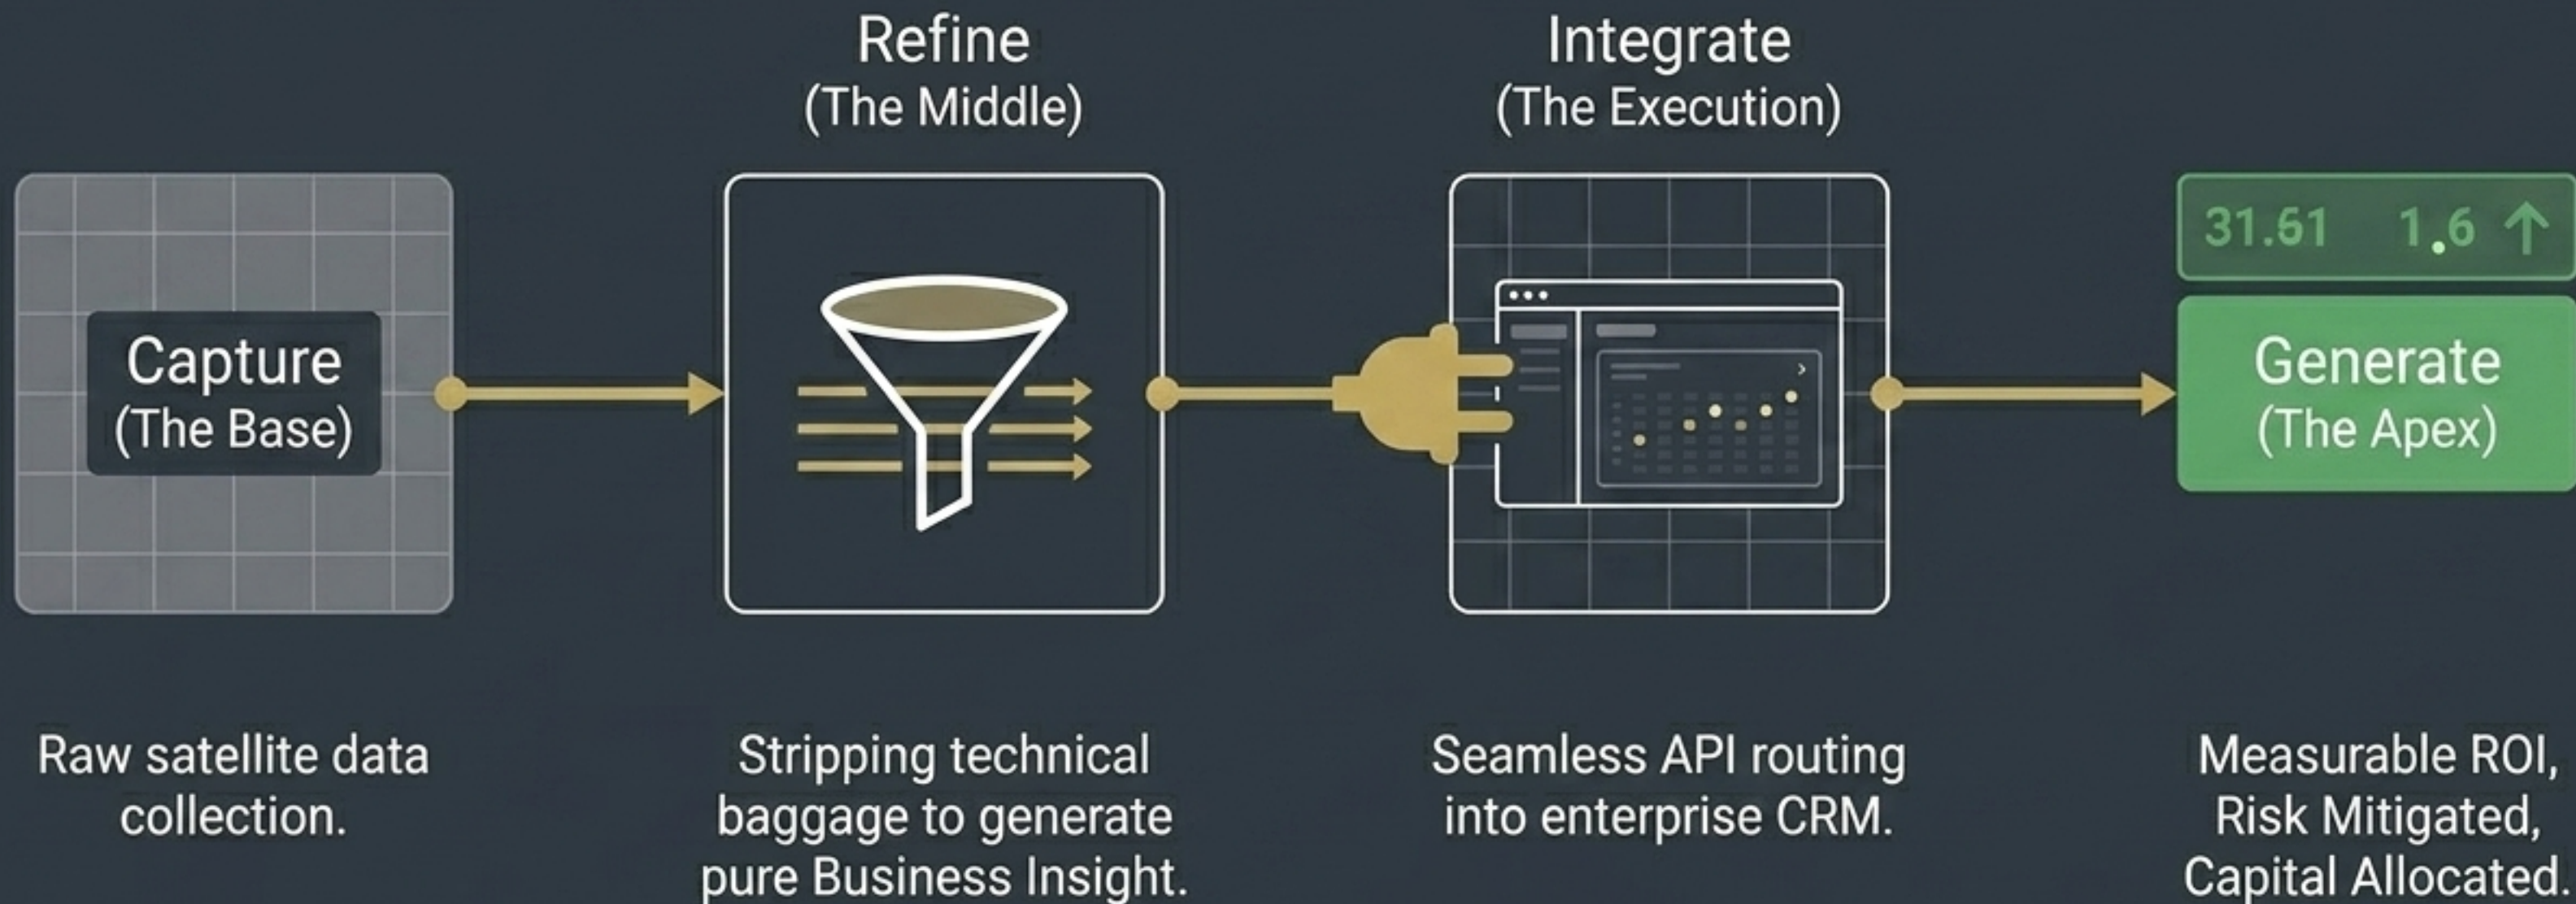 Refine
(The Middle)
Integrate
(The Execution)
Capture
(The Base)
31.61 1.6
Generate
(The Apex)
Raw satellite data
collection.
Stripping technical
baggage to generate
pure Business Insight.
Seamless API routing
into enterprise CRM.
Measurable ROI,
Risk Mitigated,
Capital Allocated.